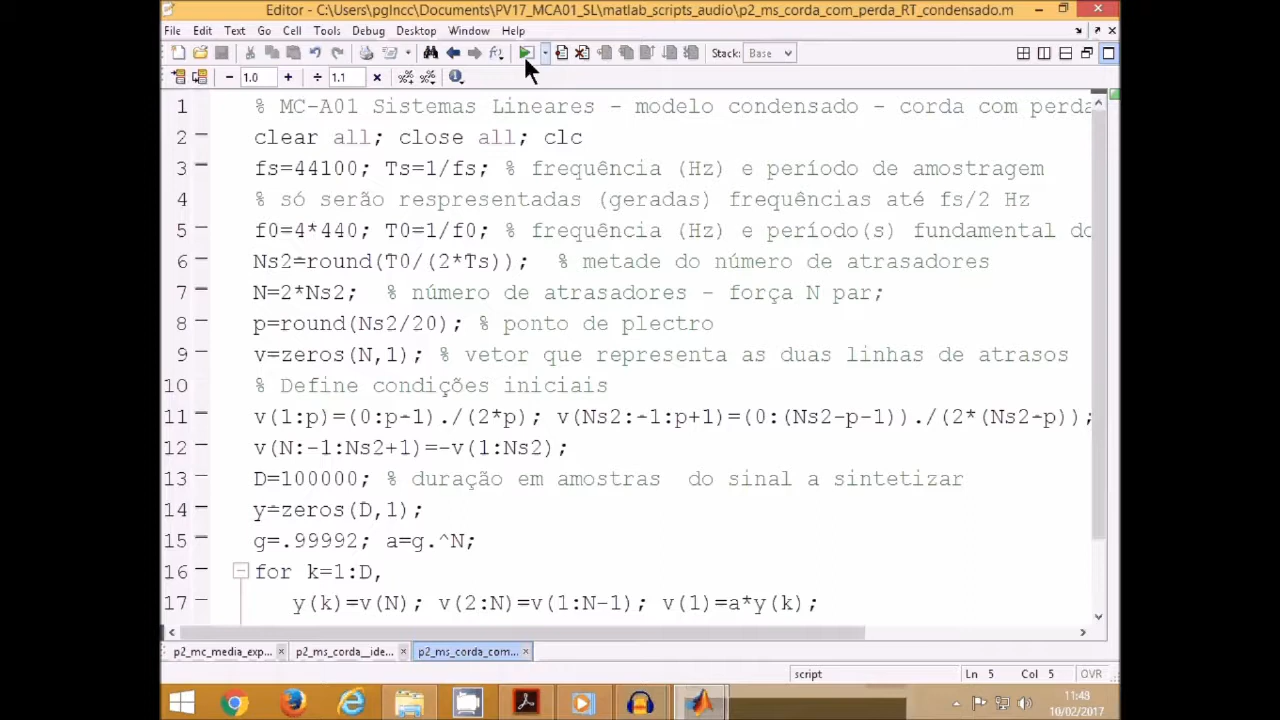 Editor - C:\Users\pglncc\Documents\PV17_MCA01_SL\matlab_scripts_audio\p2_ms_corda_com_perda_RT_condensado.m
File Edit Text Go Cell Tools Debug Desktop Window Help
Stack: Base
1.0 1.1
1 % MC-A01 Sistemas Lineares - modelo condensado - corda com perda
2 clear all; close all; clc
3 fs=44100; Ts=1/fs; % frequência (Hz) e período de amostragem
4 % só serão respresentadas (geradas) frequências até fs/2 Hz
5 f0=4*440; T0=1/f0; % frequência (Hz) e período(s) fundamental do
6 Ns2=round(T0/(2*Ts)); % metade do número de atrasadores
7 N=2*Ns2; % número de atrasadores - força N par;
8 p=round(Ns2/20); % ponto de plectro
9 v=zeros(N,1); % vetor que representa as duas linhas de atrasos
10 % Define condições iniciais
11 v(1:p)=(0:p-1)./(2*p); v(Ns2:-1:p+1)=(0:(Ns2-p-1))./(2*(Ns2-p));
12 v(N:-1:Ns2+1)=-v(1:Ns2);
13 D=100000; % duração em amostras do sinal a sintetizar
14 y=zeros(D,1);
15 g=.99992; a=g.^N;
16 for k=1:D,
17 y(k)=v(N); v(2:N)=v(1:N-1); v(1)=a*y(k);
p2_mc_media_exp... p2_ms_corda__ide... p2_ms_corda_com...
script Ln 5 Col 5 OVR
11:48
10/02/2017